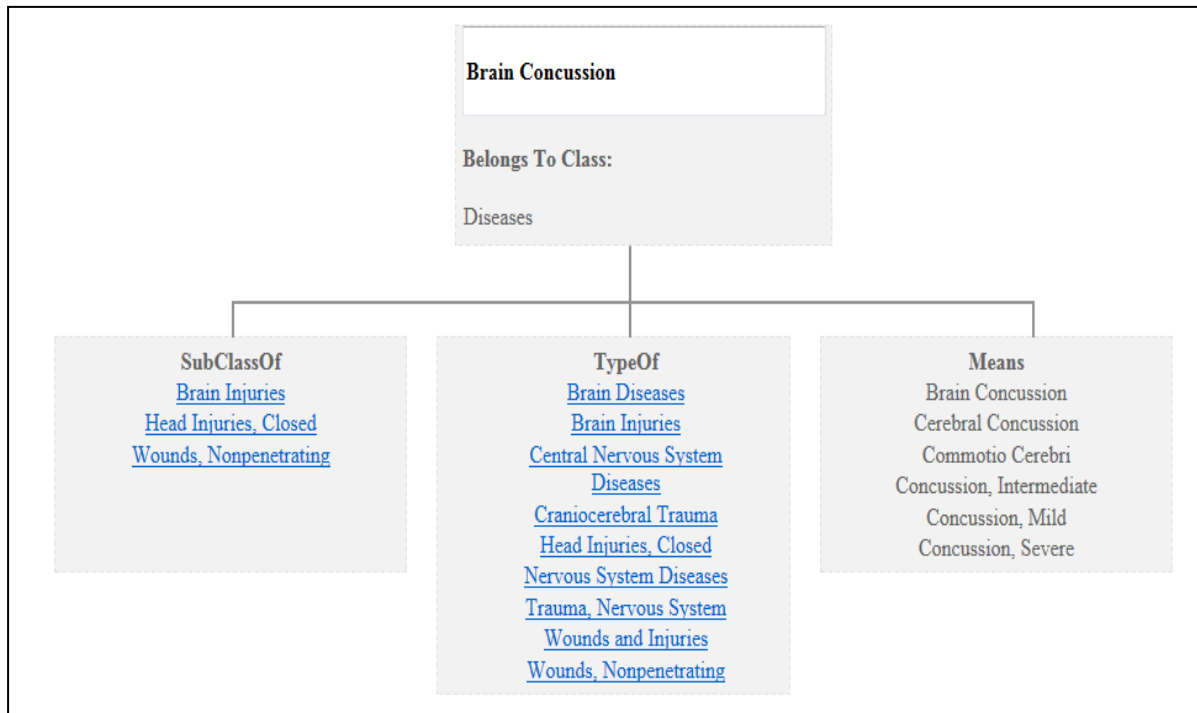 Brain Concussion
Belongs To Class:
Diseases
SubClassOf
Brain Injuries
Head Injuries, Closed
Wounds, Nonpenetrating
TypeOf
Brain Diseases
Brain Injuries
Central Nervous System
Diseases
Craniocerebral Trauma
Head Injuries, Closed
Nervous System Diseases
Trauma, Nervous System
Wounds and Injuries
Wounds, Nonpenetrating
Means
Brain Concussion
Cerebral Concussion
Commotio Cerebri
Concussion, Intermediate
Concussion, Mild
Concussion, Severe